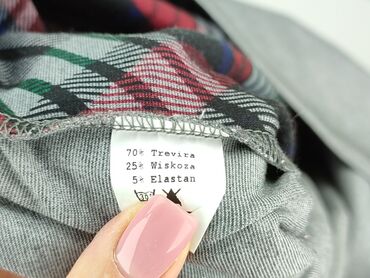 70% Trevira
25% Wiskoza
5% Elastan